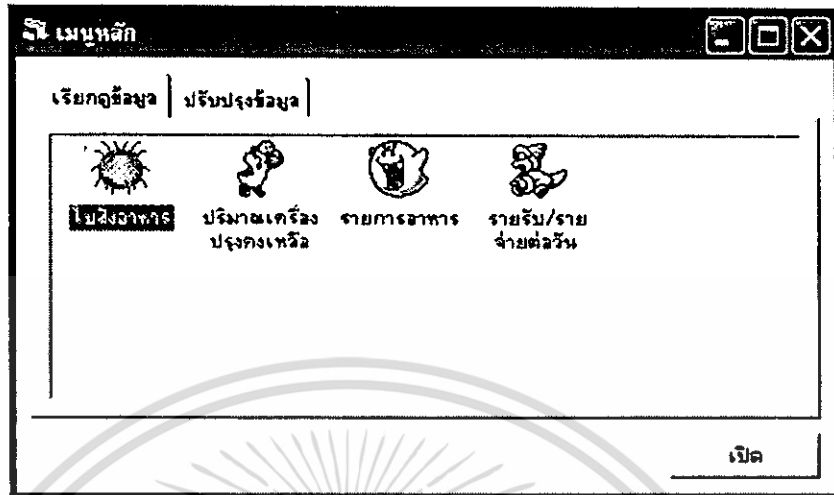 เมนูหลัก
เรียกดูข้อมูล ปรับปรุงข้อมูล
ใบสั่งอาหาร ปริมาณเครื่อง รายการอาหาร รายรับ/ราย
ปรุงคงเหลือ จ่ายต่อวัน
เปิด